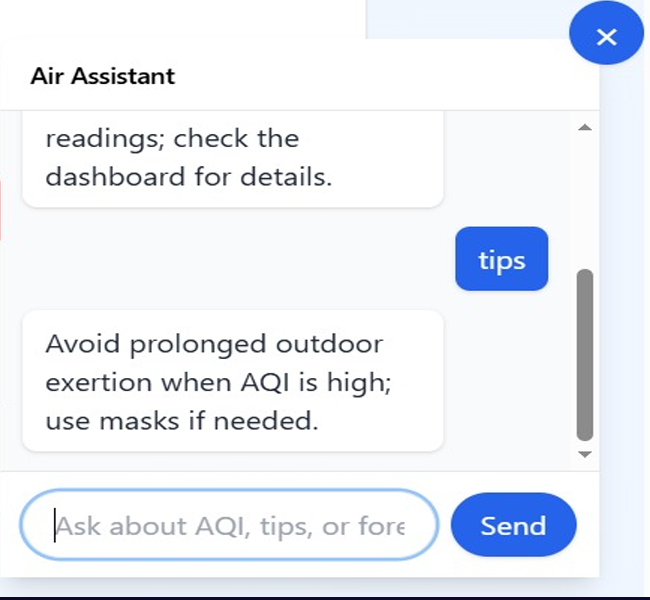 ×
Air Assistant
readings; check the
dashboard for details.
tips
Avoid prolonged outdoor
exertion when AQI is high;
use masks if needed.
Ask about AQI, tips, or fore
Send